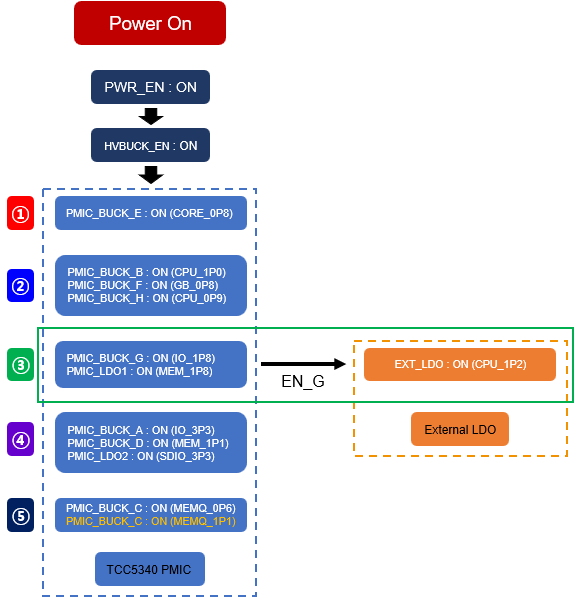 Power On
PWR_EN : ON
HVBUCK_EN : ON
①
PMIC_BUCK_E : ON (CORE_0P8)
②
PMIC_BUCK_B : ON (CPU_1P0)
PMIC_BUCK_F : ON (GB_0P8)
PMIC_BUCK_H : ON (CPU_0P9)
③
PMIC_BUCK_G : ON (IO_1P8)
PMIC_LDO1 : ON (MEM_1P8)
EN_G
EXT_LDO : ON (CPU_1P2)
④
PMIC_BUCK_A : ON (IO_3P3)
PMIC_BUCK_D : ON (MEM_1P1)
PMIC_LDO2 : ON (SDIO_3P3)
External LDO
⑤
PMIC_BUCK_C : ON (MEMQ_0P6)
PMIC_BUCK_C : ON (MEMQ_1P1)
TCC5340 PMIC